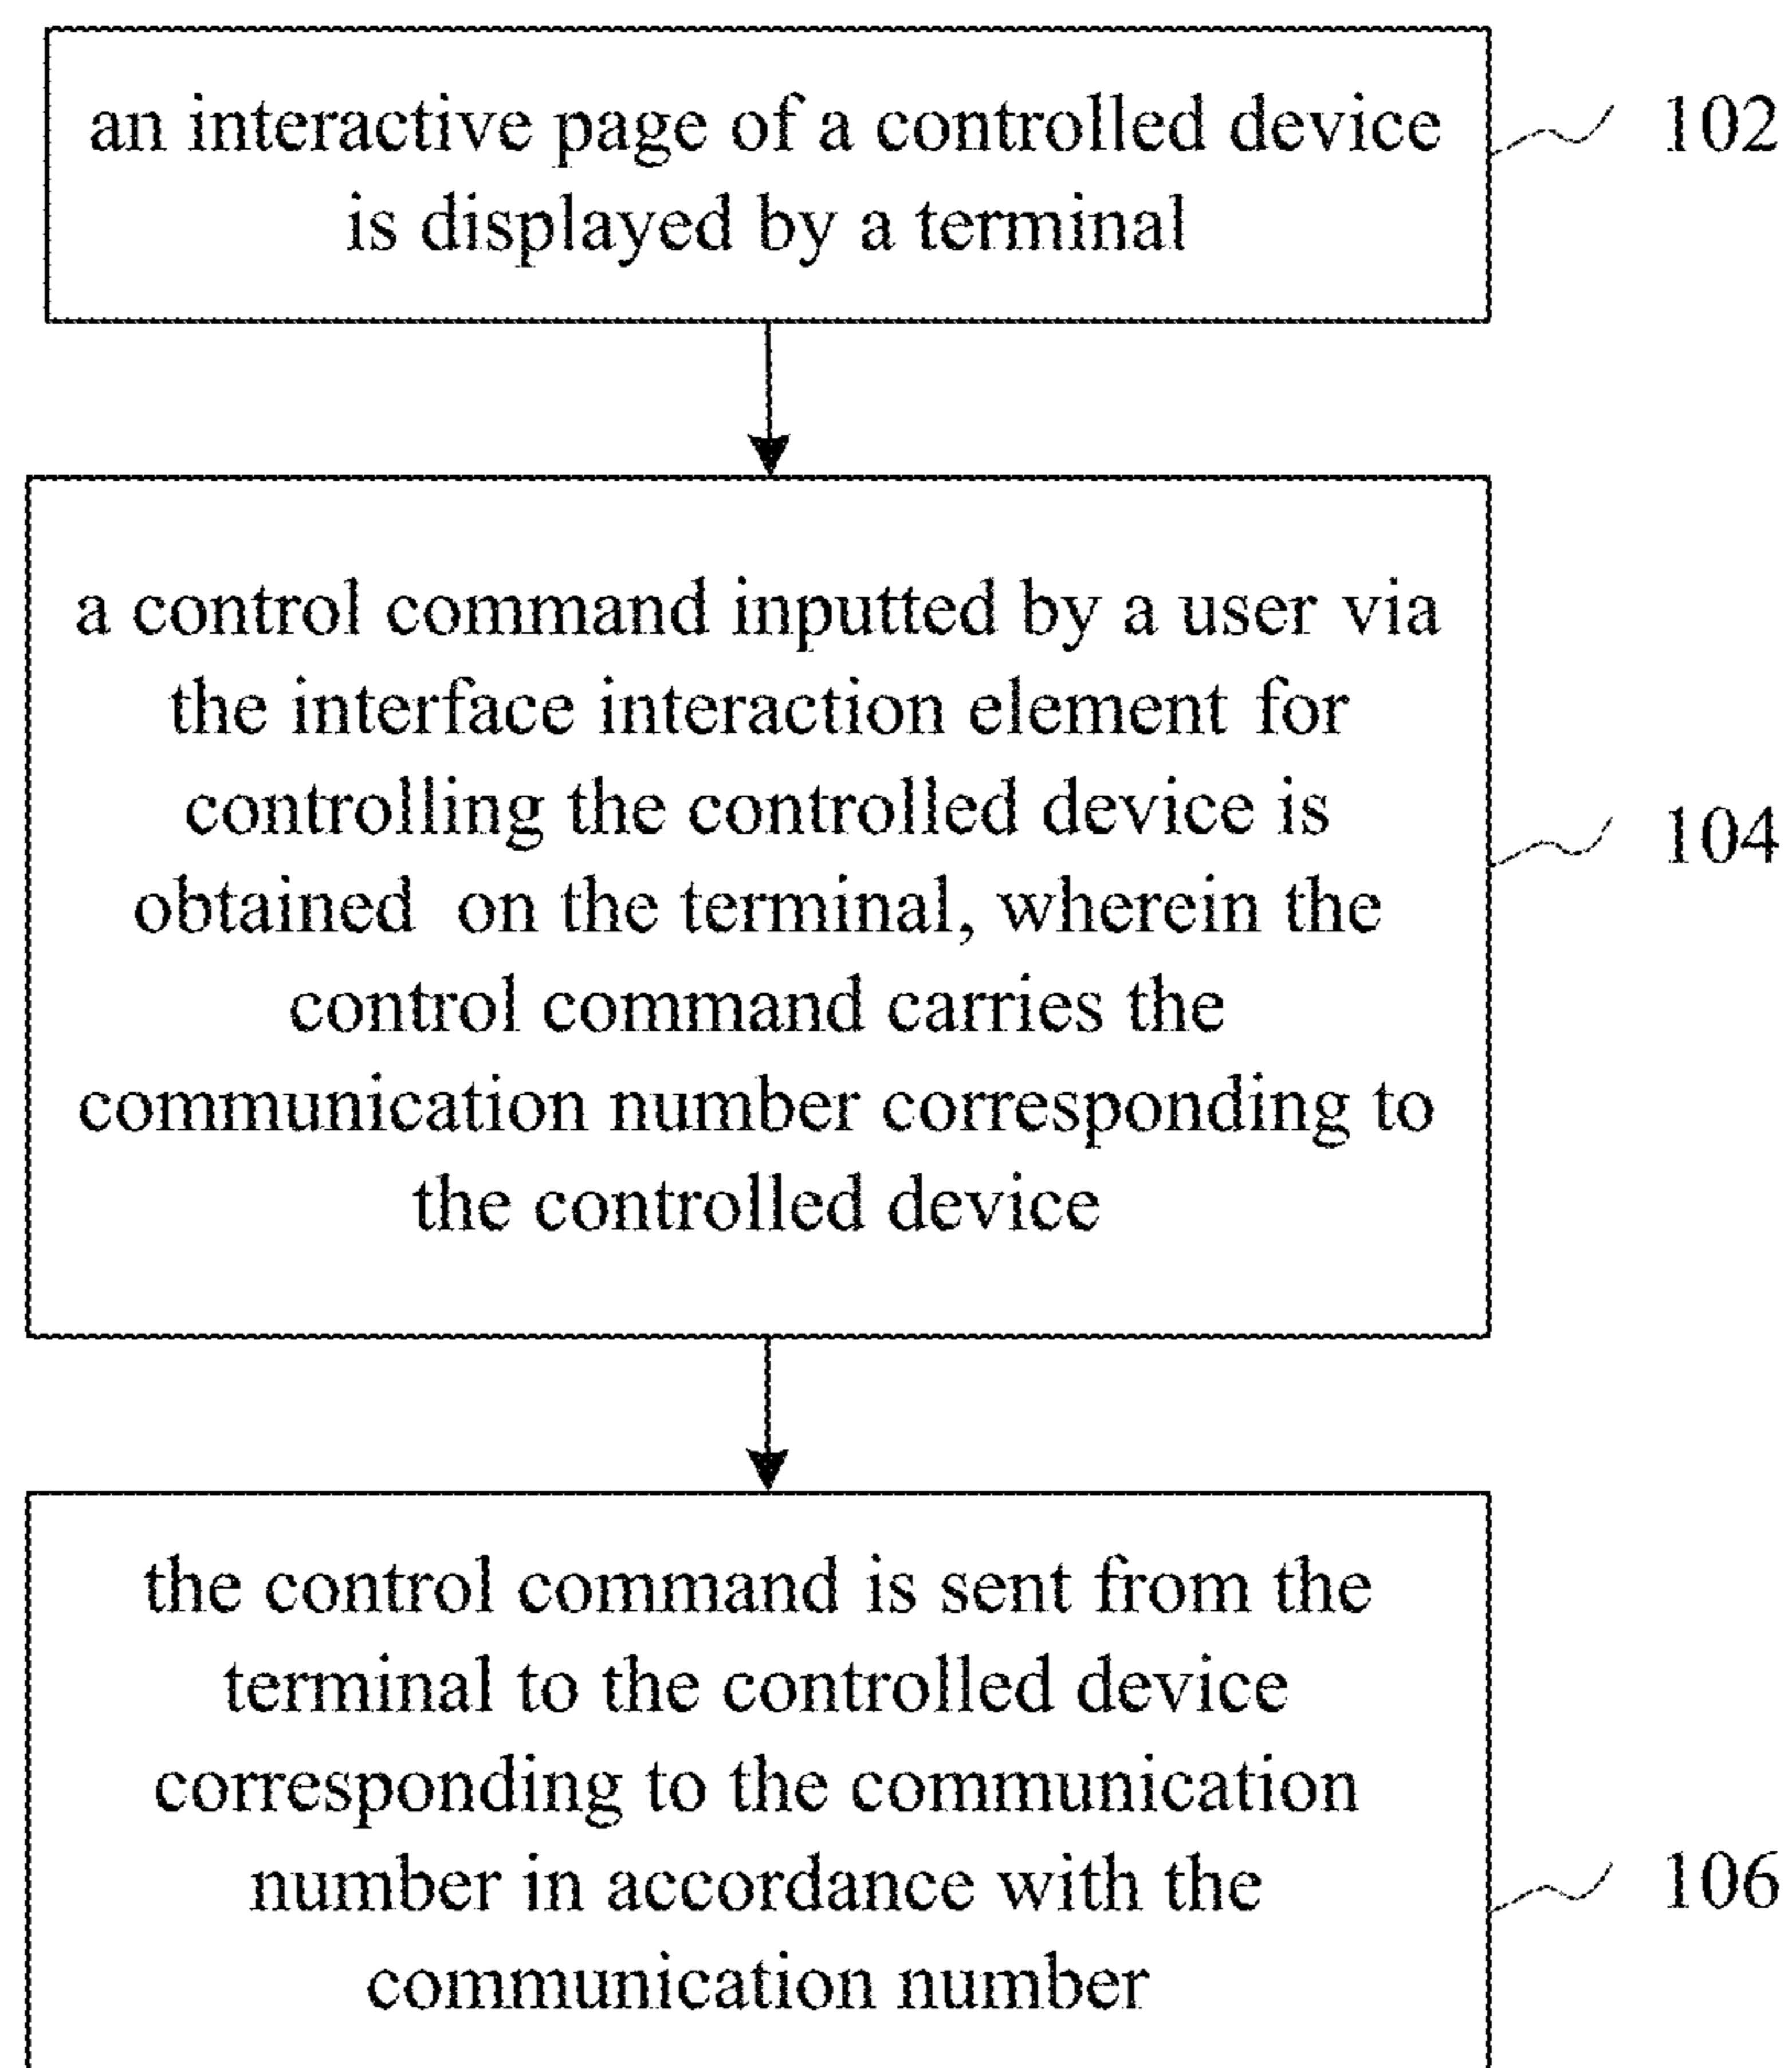 an interactive page of a controlled device
is displayed by a terminal
102
a control command inputted by a user via
the interface interaction element for
controlling the controlled device is
obtained  on the terminal, wherein the
control command carries the
communication number corresponding to
the controlled device
104
the control command is sent from the
terminal to the controlled device
corresponding to the communication
number in accordance with the
communication number
106